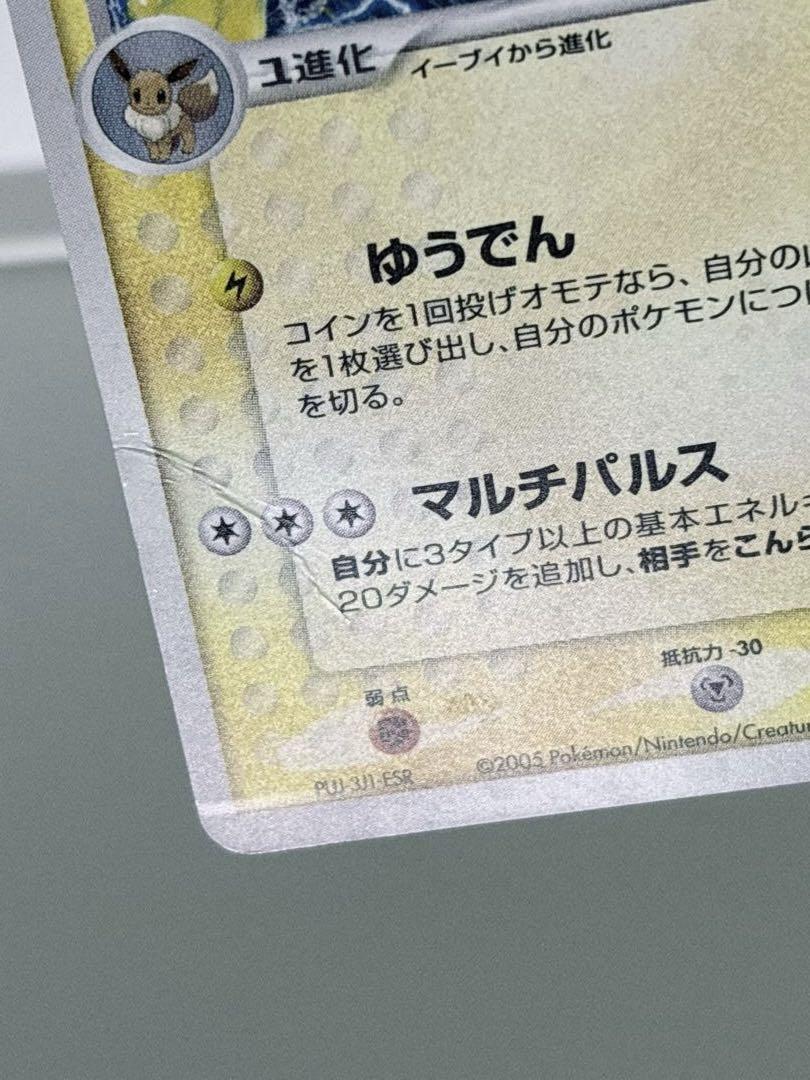 1進化 イーブイから進化
ゆうでん
コインを1回投げオモテなら、自分の
を1枚選び出し、自分のポケモンにつ
を切る。
マルチパルス
自分に3タイプ以上の基本エネル
20ダメージを追加し、相手をこん
弱点
抵抗力 -30
PUJ-3J1-ESR
©2005 Pokémon/Nintendo/Creatur